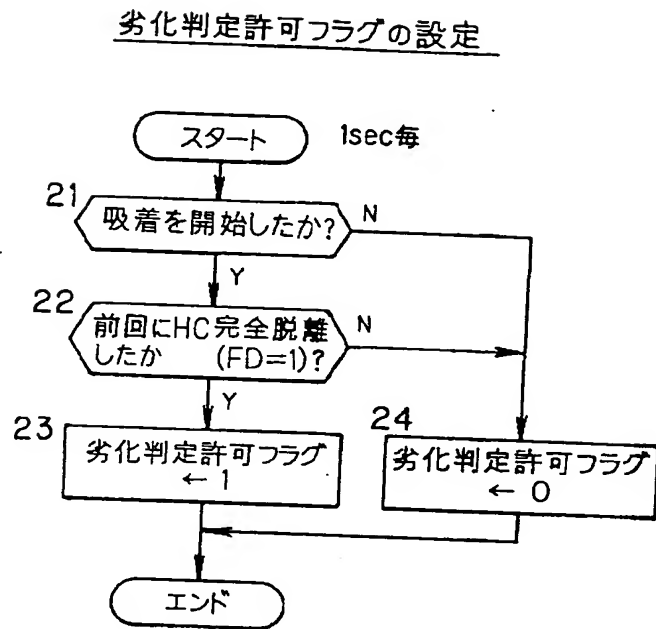 劣化判定許可フラグの設定
スタート
1sec毎
21
吸着を開始したか?
N
Y
22
前回にHC完全脱離
したか (FD=1)?
N
Y
23
劣化判定許可フラグ
← 1
24
劣化判定許可フラグ
← 0
エンド